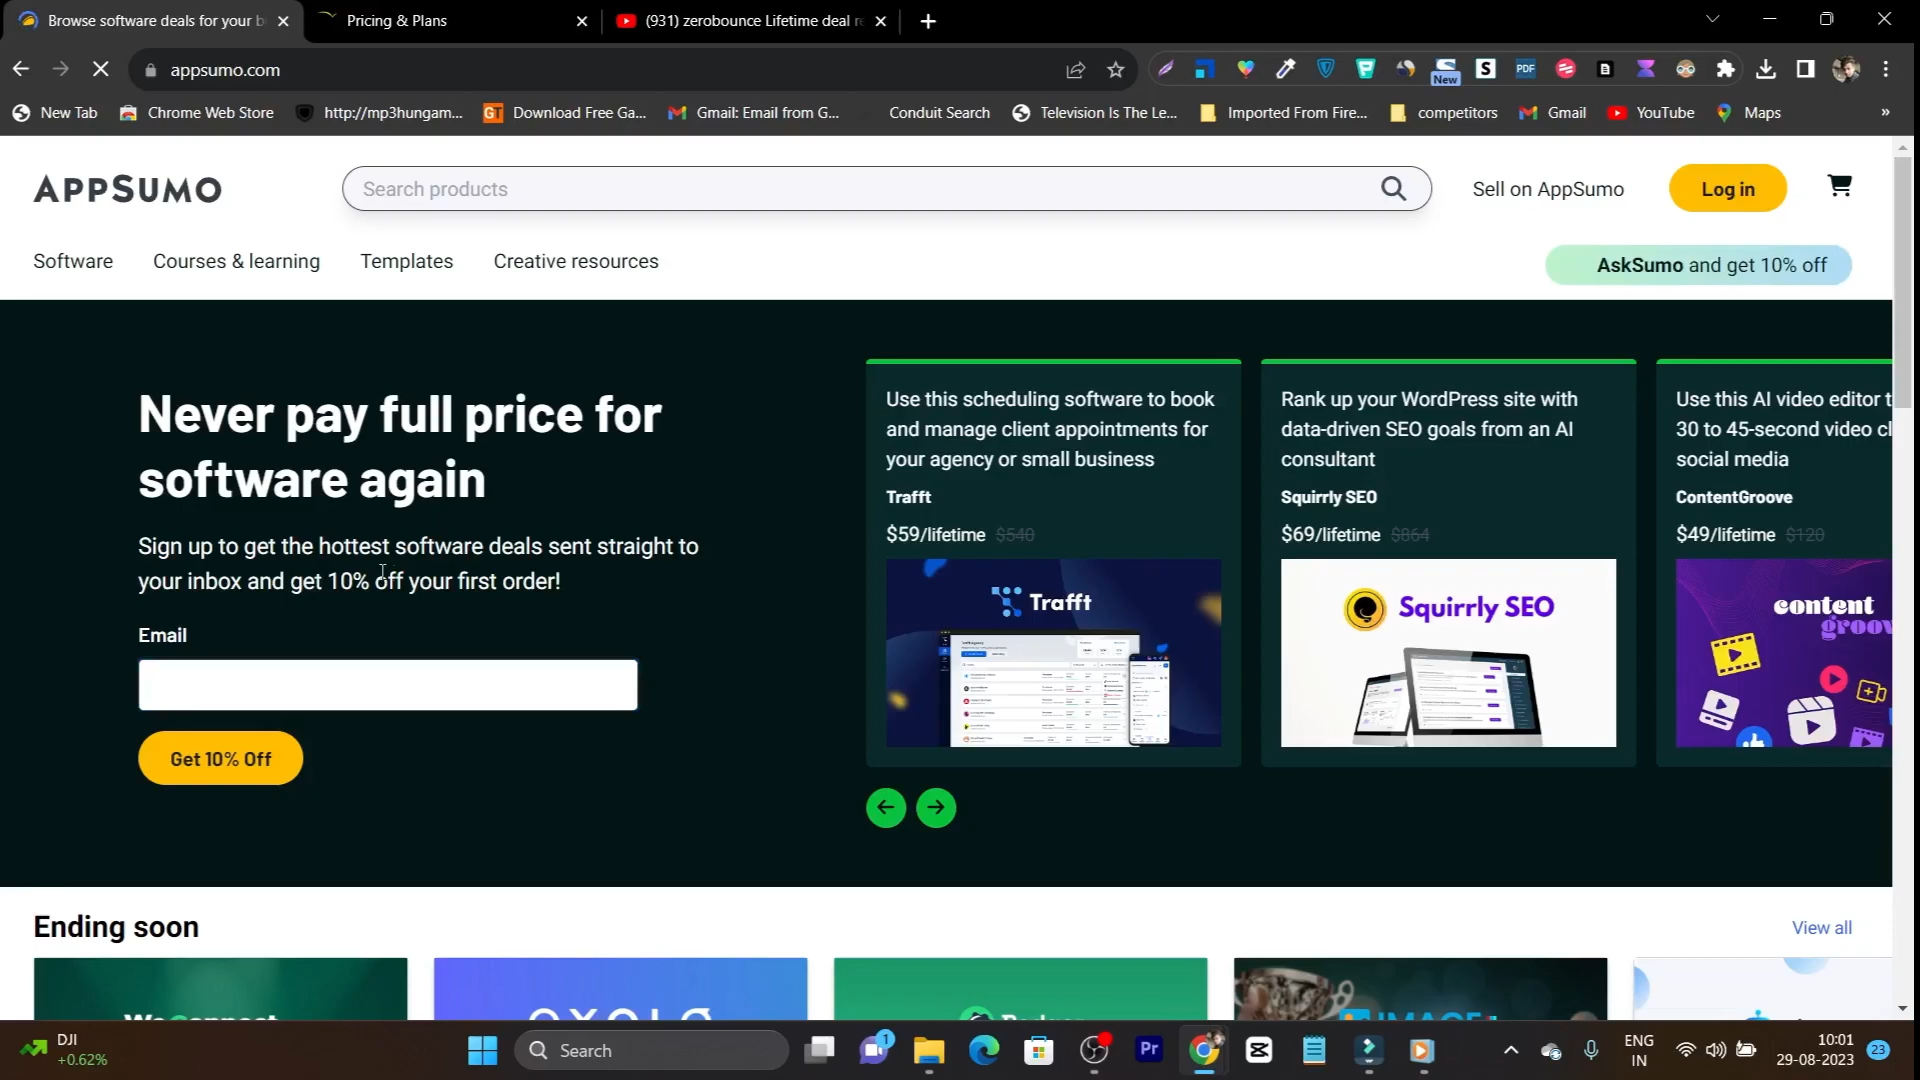 Browse software deals for your b
Pricing & Plans
(931) zerobounce Lifetime deal re
appsumo.com
New
S
PDF
New Tab
Chrome Web Store
http://mp3hungam...
GT
Download Free Ga...
Gmail: Email from G...
Conduit Search
Television Is The Le...
Imported From Fire...
competitors
Gmail
YouTube
Maps
»
APPSUMO
Search products
Sell on AppSumo
Log in
Software
Courses & learning
Templates
Creative resources
AskSumo and get 10% off
Never pay full price for
software again
Sign up to get the hottest software deals sent straight to
your inbox and get 10% off your first order!
Email
Get 10% Off
Use this scheduling software to book
and manage client appointments for
your agency or small business
Trafft
$59/lifetime $540
Trafft
Rank up your WordPress site with
data-driven SEO goals from an AI
consultant
Squirrly SEO
$69/lifetime $864
Squirrly SEO
Use this AI video editor t
30 to 45-second video cl
social media
ContentGroove
$49/lifetime $120
content
groov
Ending soon
View all
DJI
+0.62%
Search
1
Pr
ENG
IN
10:01
29-08-2023
23